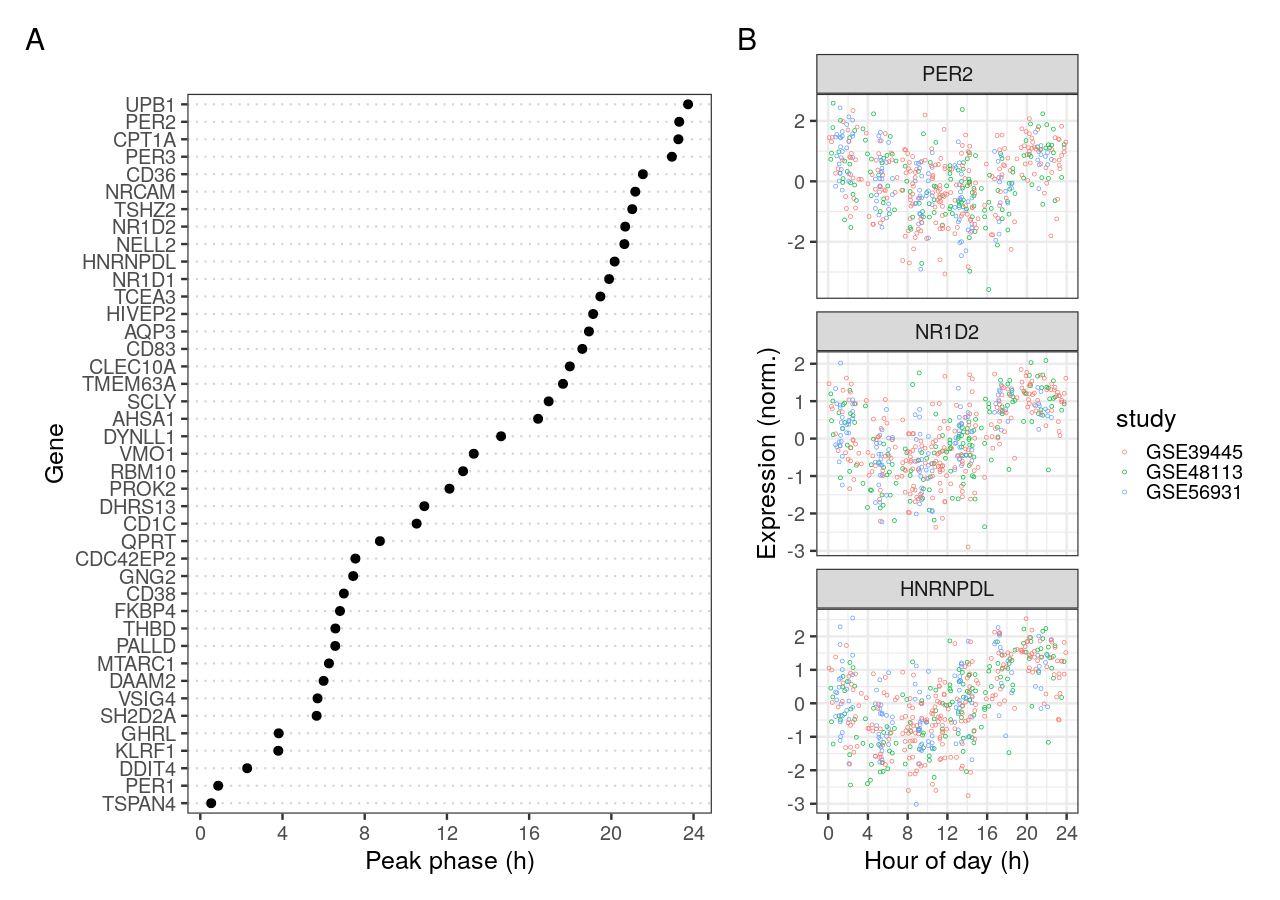 A
Gene
UPB1
PER2
CPT1A
PER3
CD36
NRCAM
TSHZ2
NR1D2
NELL2
HNRNPDL
NR1D1
TCEA3
HIVEP2
AQP3
CD83
CLEC10A
TMEM63A
SCLY
AHSA1
DYNLL1
VMO1
RBM10
PROK2
DHRS13
CD1C
QPRT
CDC42EP2
GNG2
CD38
FKBP4
THBD
PALLD
MTARC1
DAAM2
VSIG4
SH2D2A
GHRL
KLRF1
DDIT4
PER1
TSPAN4
0 4 8 12 16 20 24
Peak phase (h)
B
Expression (norm.)
PER2
2
0
-2
NR1D2
2
1
0
-1
-2
-3
HNRNPDL
2
1
0
-1
-2
-3
0 4 8 12 16 20 24
Hour of day (h)
study
GSE39445
GSE48113
GSE56931